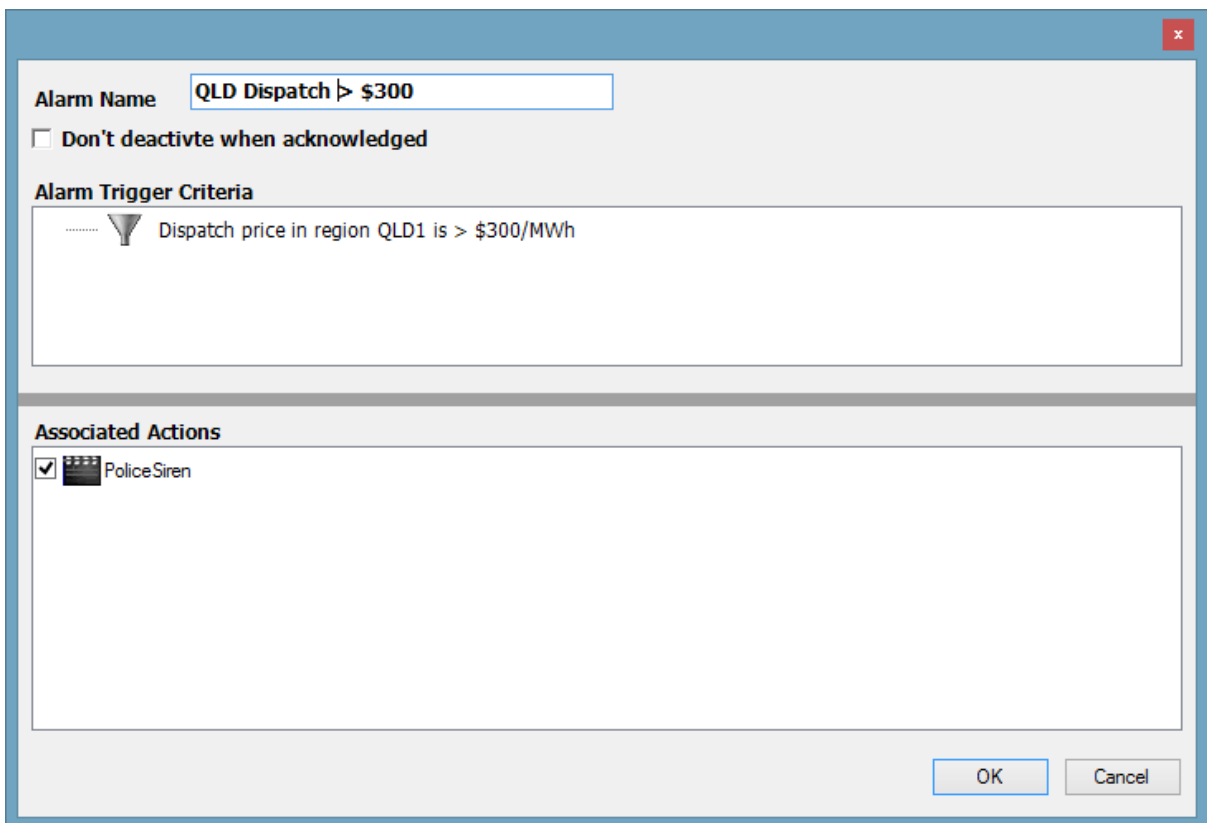 x
Alarm Name QLD Dispatch > $300
Don't deactivte when acknowledged
Alarm Trigger Criteria
Dispatch price in region QLD1 is > $300/MWh
Associated Actions
PoliceSiren
OK Cancel